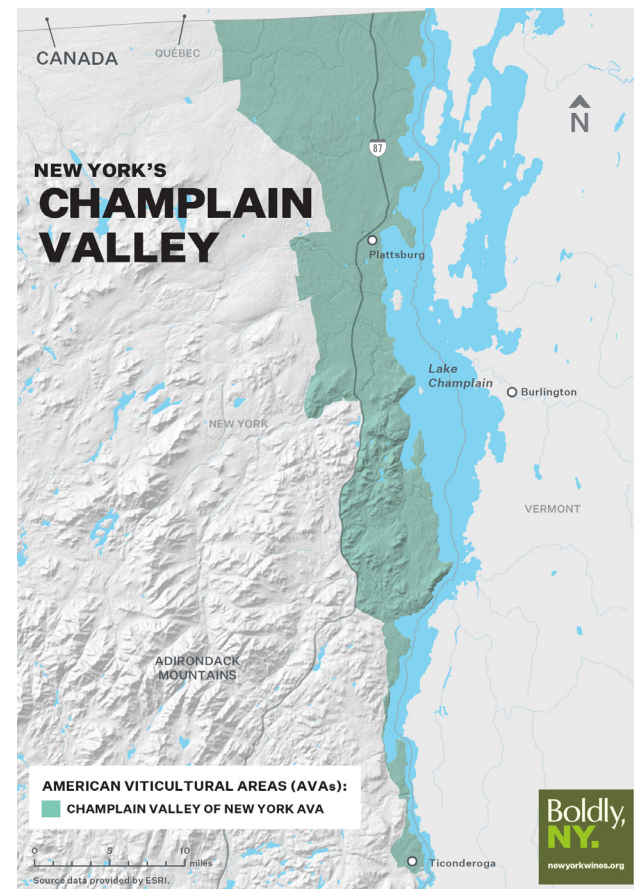 CANADA
QUÉBEC
N
87
NEW YORK'S
CHAMPLAIN
VALLEY
Plattsburg
Lake
Champlain
Burlington
NEW YORK
VERMONT
ADIRONDACK
MOUNTAINS
AMERICAN VITICULTURAL AREAS (AVAs):
CHAMPLAIN VALLEY OF NEW YORK AVA
Boldly,
NY.
newyorkwines.org
0 5 10
miles
Ticonderoga
Source data provided by ESRI.